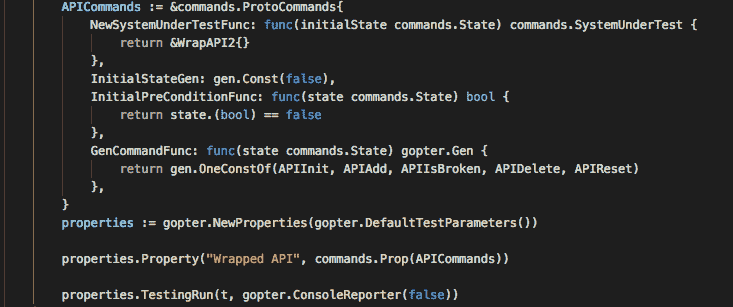 APICommands := &commands.ProtoCommands{
    NewSystemUnderTestFunc: func(initialState commands.State) commands.SystemUnderTest {
        return &WrapAPI2{}
    },
    InitialStateGen: gen.Const(false),
    InitialPreConditionFunc: func(state commands.State) bool {
        return state.(bool) == false
    },
    GenCommandFunc: func(state commands.State) gopter.Gen {
        return gen.OneConstOf(APIInit, APIAdd, APIIsBroken, APIDelete, APIReset)
    },
}
properties := gopter.NewProperties(gopter.DefaultTestParameters())
properties.Property("Wrapped API", commands.Prop(APICommands))
properties.TestingRun(t, gopter.ConsoleReporter(false))